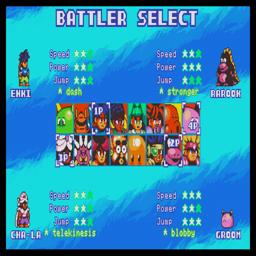 BATTLER SELECT
Speed ★★★
Power ★★★
Jump ★★★
ENKI
* dash
Speed ★★★
Power ★★★
Jump ★★★
* stronger
1P
4P
3P
2P
Speed ★★★
Power ★★★
Jump ★★★
CHA-LA
* telekinesis
Speed ★★★
Power ★★★
Jump ★★★
* blobby
GROOM